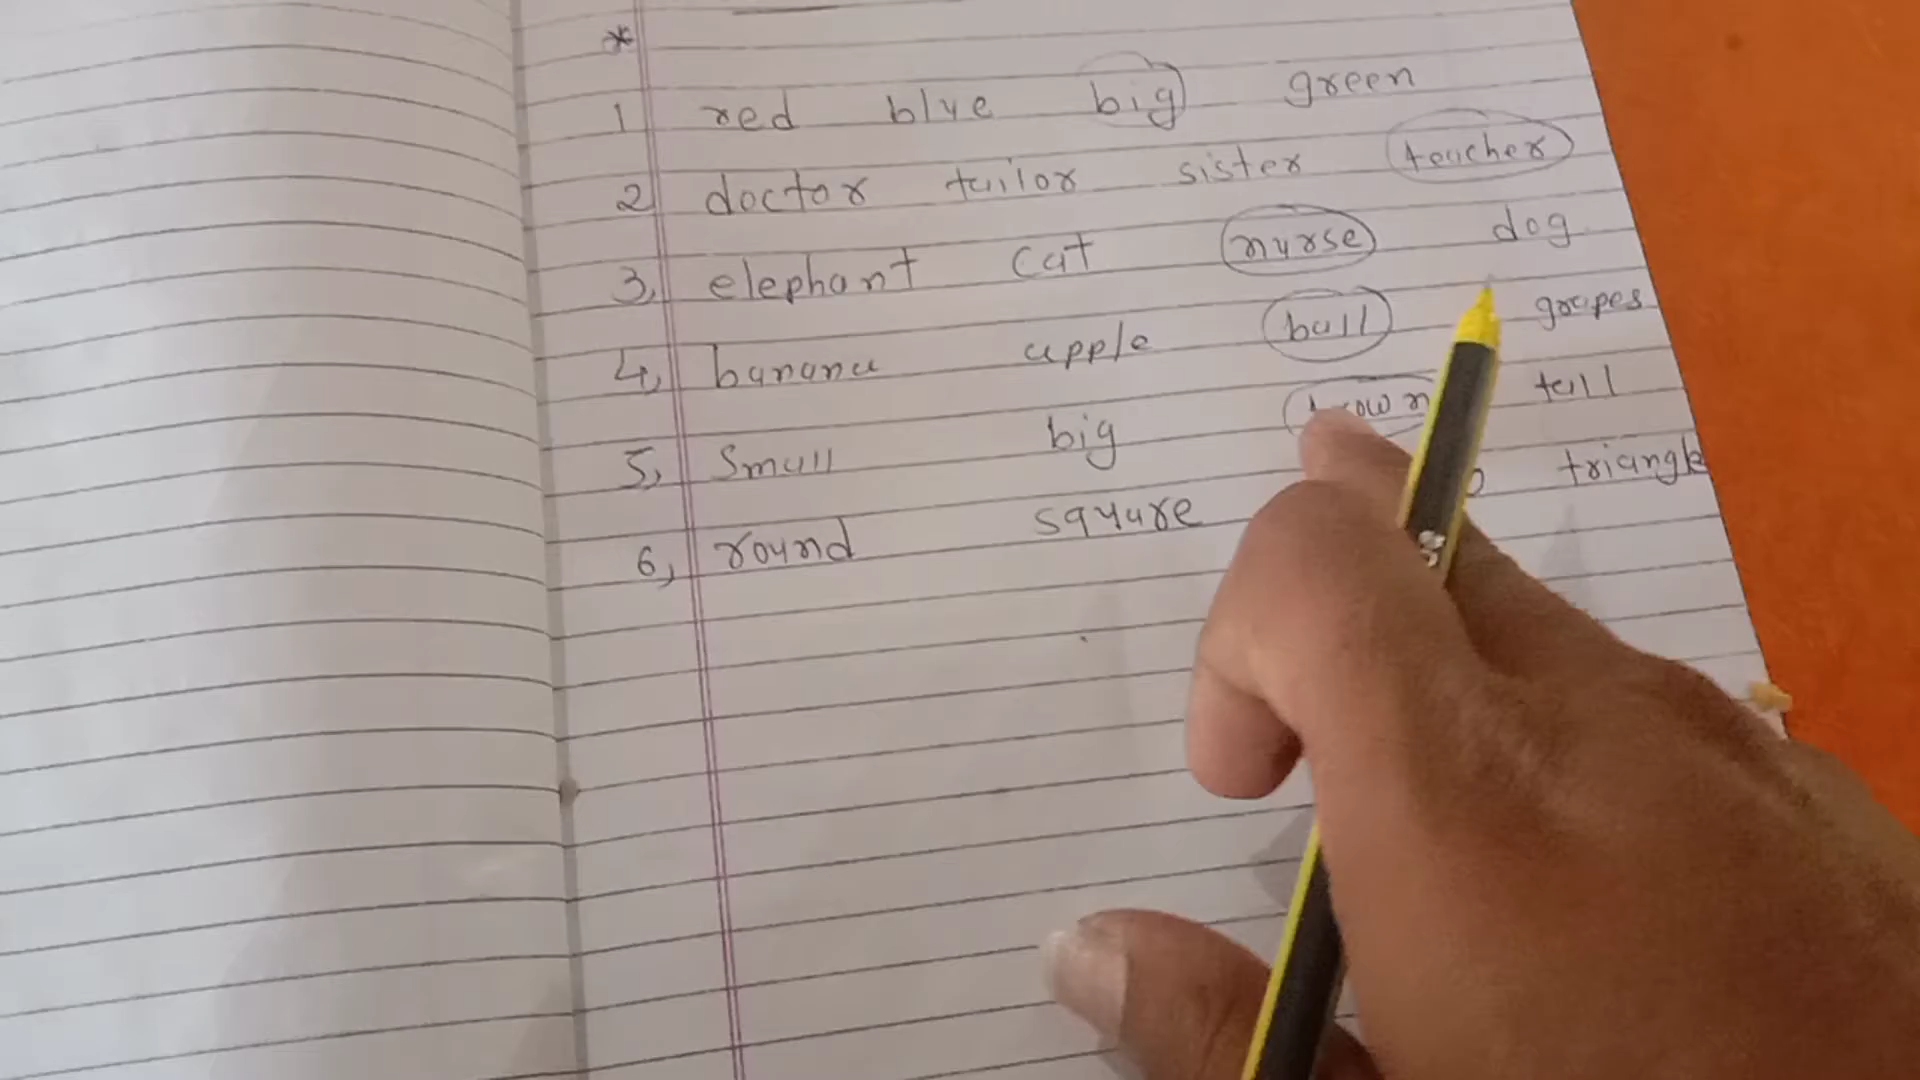 *
1 red blue big green
2 doctor tailor sister teacher
3, elephant cat nurse dog
4, banana apple ball grapes
5, Small big brown tall
6, round square triangle